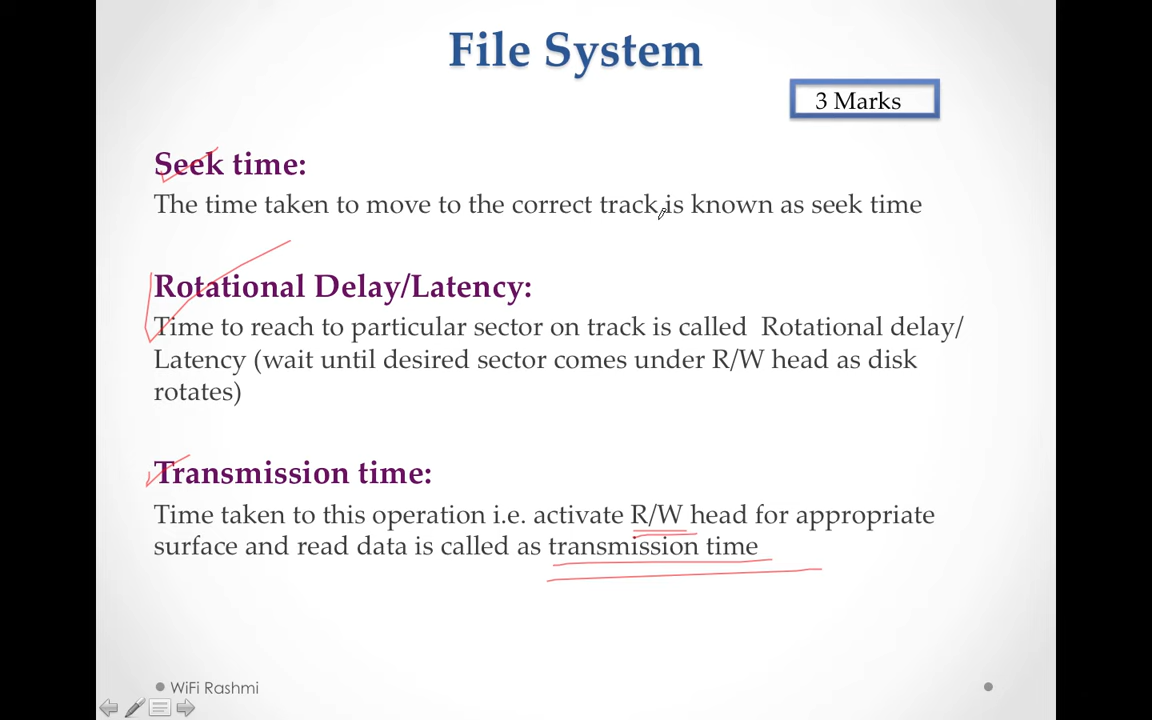 File System
3 Marks
Seek time:
The time taken to move to the correct track is known as seek time
Rotational Delay/Latency:
Time to reach to particular sector on track is called Rotational delay/
Latency (wait until desired sector comes under R/W head as disk
rotates)
Transmission time:
Time taken to this operation i.e. activate R/W head for appropriate
surface and read data is called as transmission time
WiFi Rashmi